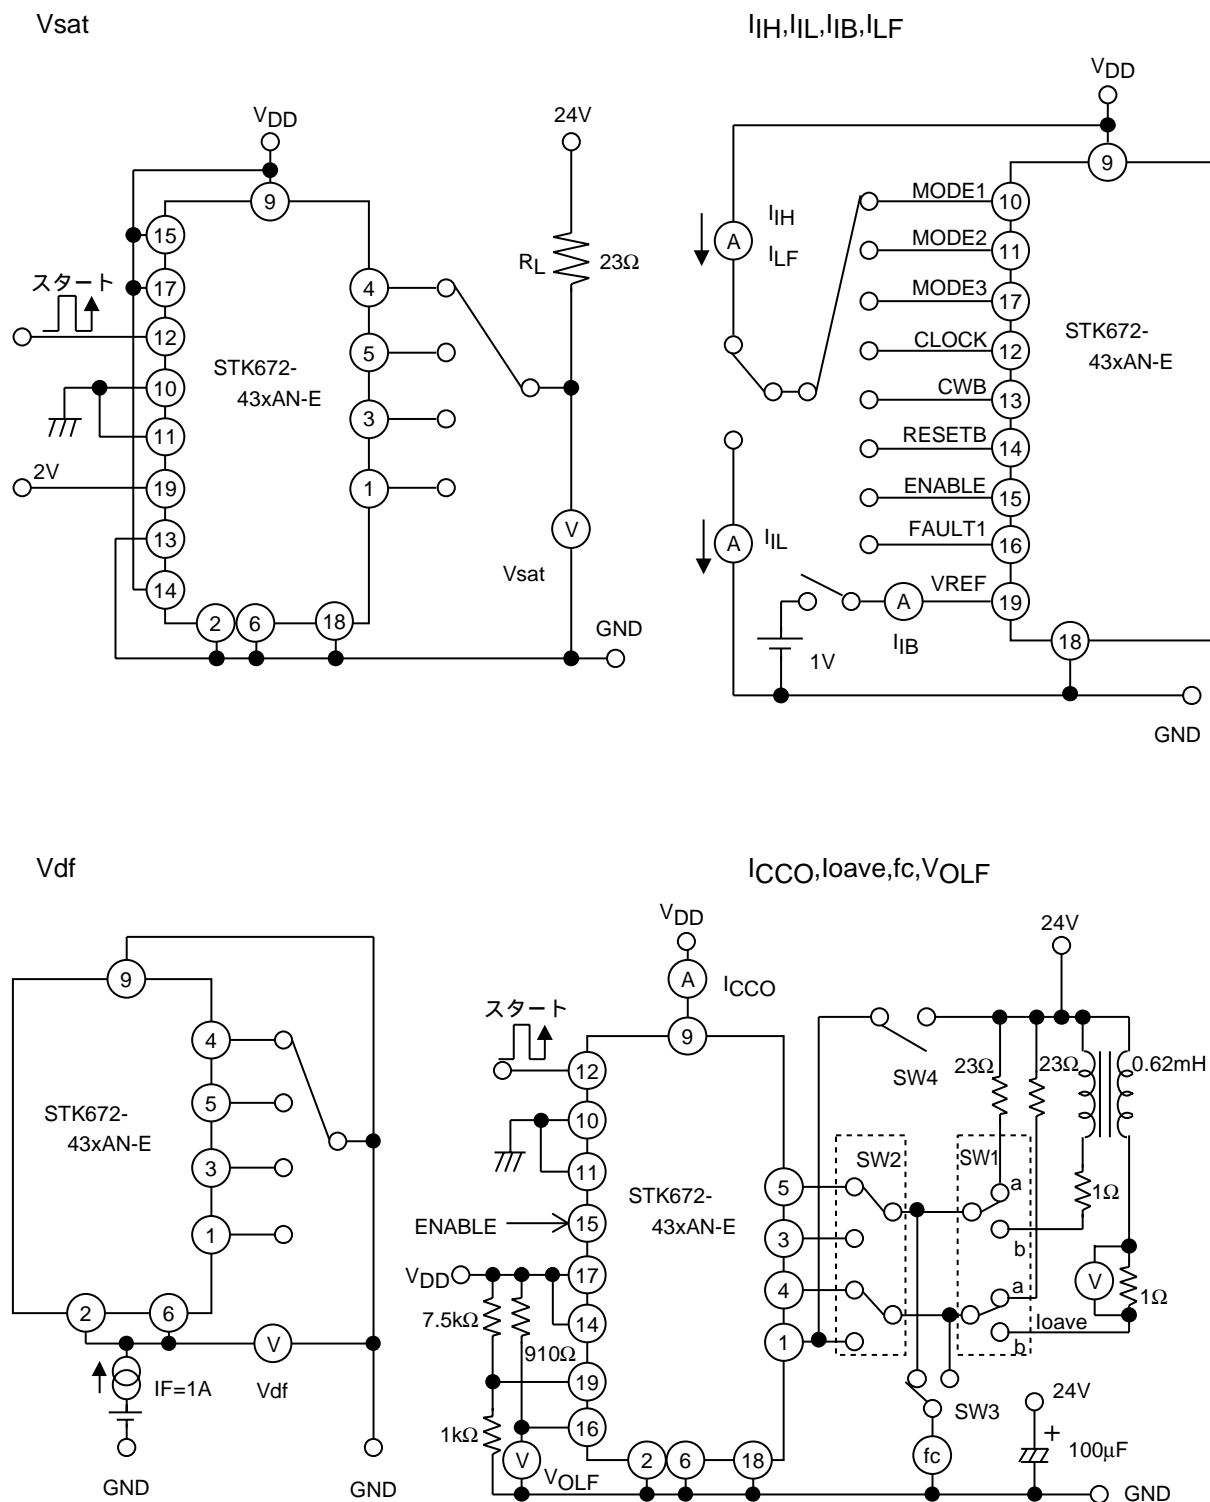 Vsat
VDD
24V
9
15
スタート
17
4
RL
23Ω
12
STK672-
43xAN-E
5
10
11
3
2V
19
1
13
V
Vsat
14
2
6
18
GND
IIH,IIL,IIB,ILF
VDD
9
MODE1
10
IIH
ILF
A
MODE2
11
MODE3
17
STK672-
43xAN-E
CLOCK
12
CWB
13
RESETB
14
ENABLE
15
A
IIL
FAULT1
16
VREF
19
A
IIB
1V
18
GND
Vdf
9
4
STK672-
43xAN-E
5
3
1
2
6
V
Vdf
IF=1A
GND
GND
ICCO,Ioave,fc,VOLF
VDD
24V
A
ICCO
スタート
9
12
SW4
23Ω
23Ω
0.62mH
10
11
SW2
SW1
STK672-
43xAN-E
5
a
1Ω
ENABLE
15
3
b
VDD
17
4
a
V
1Ω
7.5kΩ
14
1
Ioave
b
910Ω
19
SW3
24V
1kΩ
16
+
100µF
V
VOLF
2
6
18
fc
GND